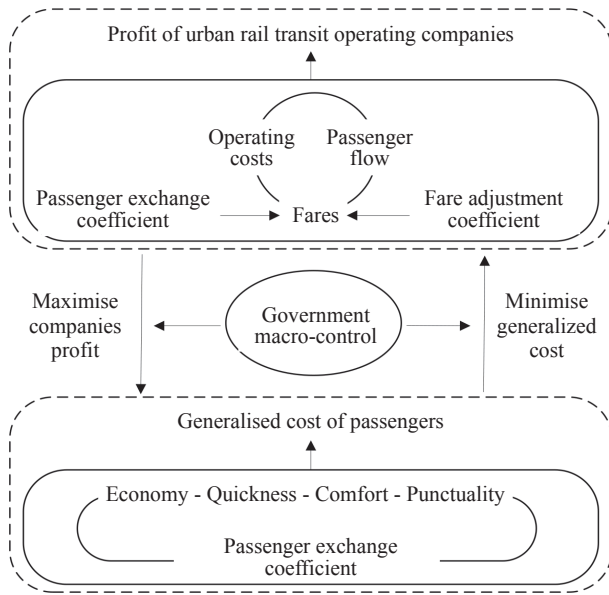 Profit of urban rail transit operating companies
Operating
costs
Passenger
flow
Passenger exchange
coefficient
Fares
Fare adjustment
coefficient
Maximise
companies
profit
Government
macro-control
Minimise
generalized
cost
Generalised cost of passengers
Economy - Quickness - Comfort - Punctuality
Passenger exchange
coefficient